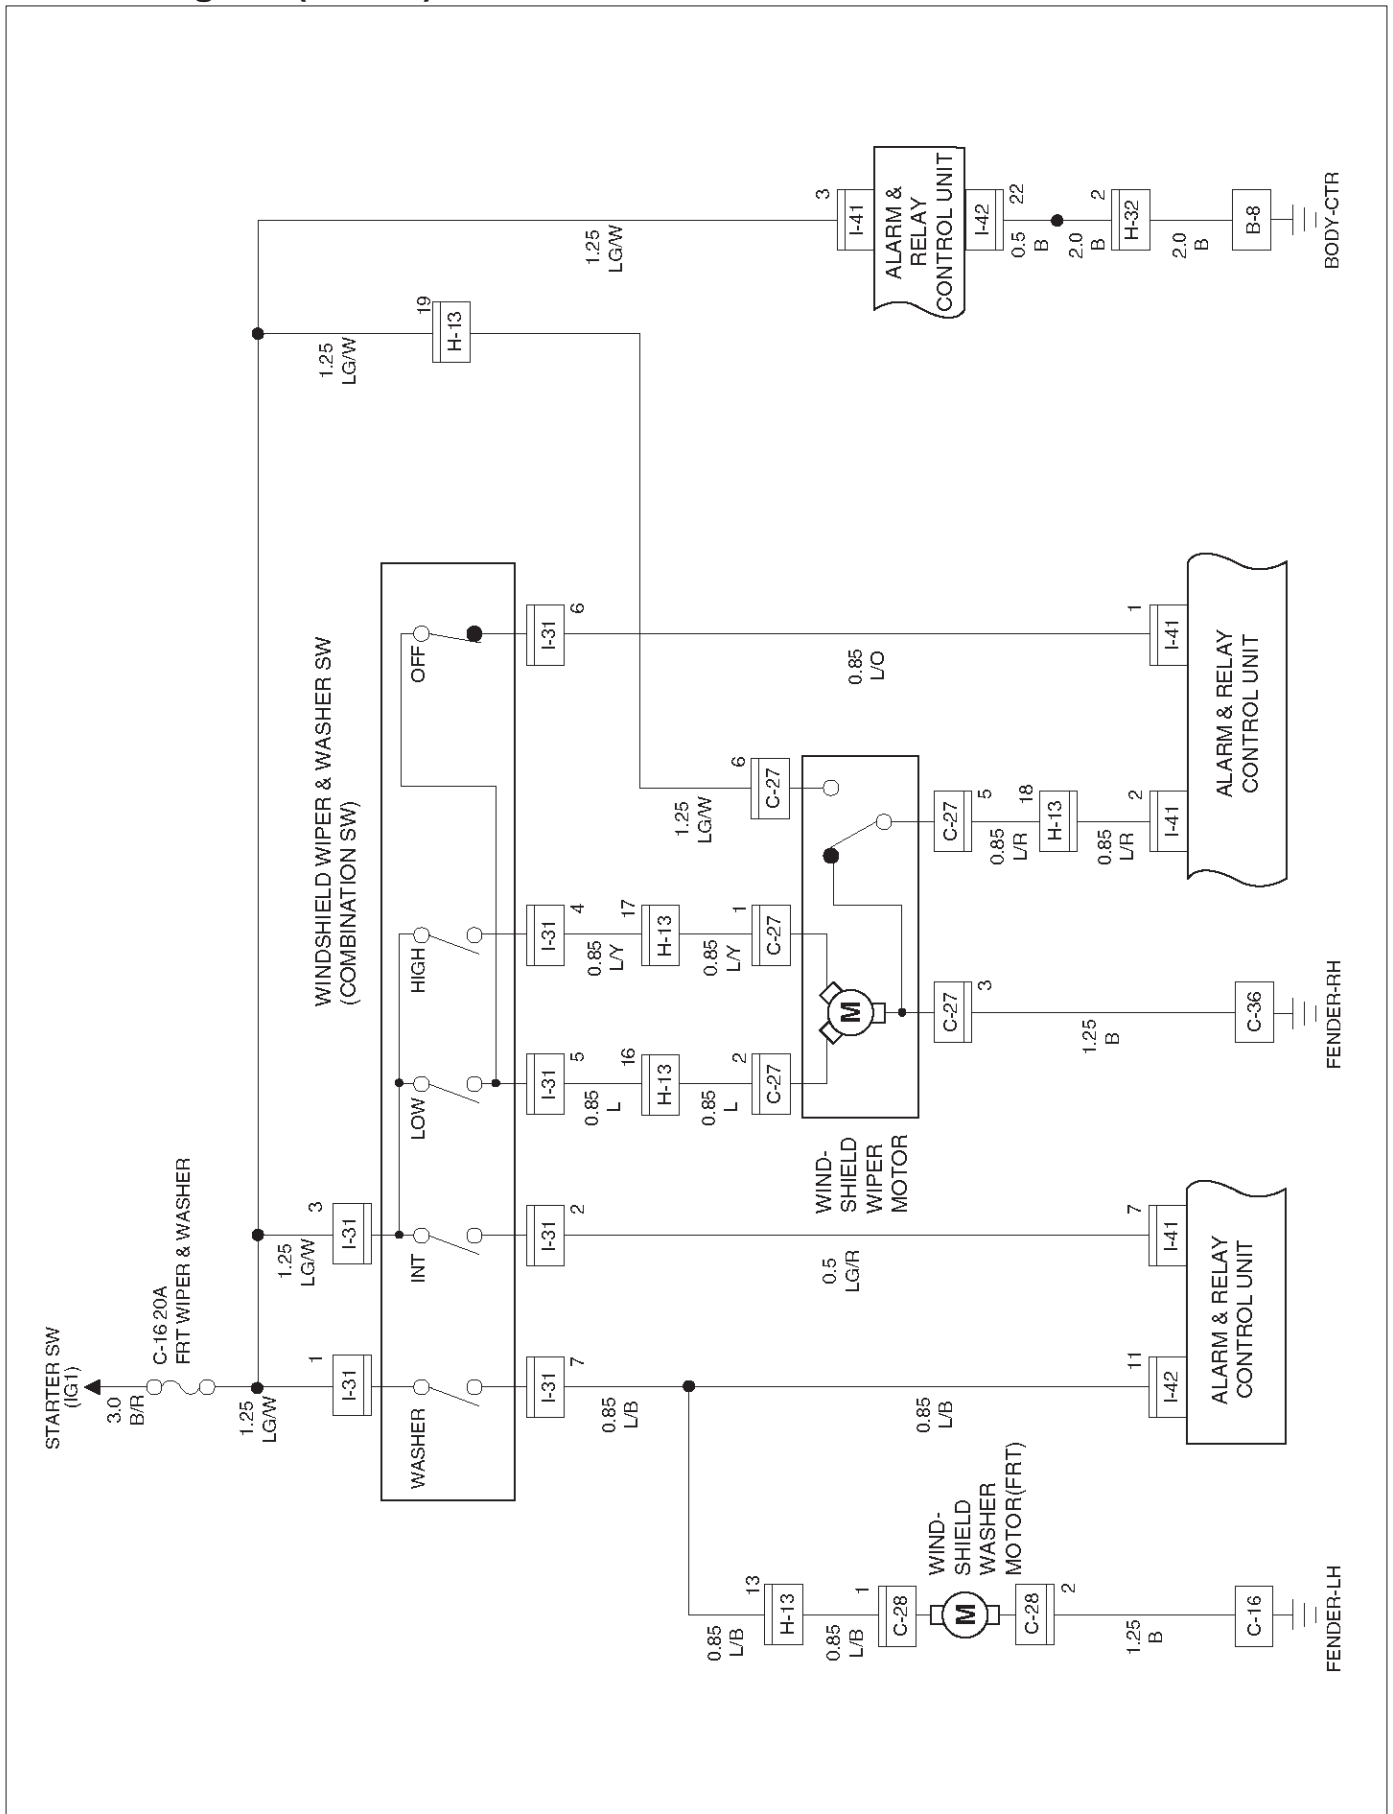 STARTER SW
(IG1)
3.0
B/R
C-16 20A
FRT WIPER & WASHER
1.25
LG/W
1
I-31
1.25
LG/W
3
I-31
WINDSHIELD WIPER & WASHER SW
(COMBINATION SW)
WASHER
INT
LOW
HIGH
OFF
I-31
7
I-31
2
I-31
5
I-31
4
I-31
6
0.85
L/B
0.85
L
16
H-13
0.85
L
2
C-27
0.85
L/Y
17
H-13
0.85
L/Y
1
C-27
1.25
LG/W
19
H-13
1.25
LG/W
6
C-27
1.25
LG/W
3
I-41
ALARM &
RELAY
CONTROL UNIT
I-42
22
0.5
B
2.0
B
2
H-32
2.0
B
B-8
BODY-CTR
WIND-
SHIELD
WIPER
MOTOR
M
C-27
3
1.25
B
C-36
FENDER-RH
C-27
5
0.85
L/R
18
H-13
0.85
L/R
2
I-41
0.85
L/O
1
I-41
ALARM & RELAY
CONTROL UNIT
0.5
LG/R
7
I-41
0.85
L/B
11
I-42
ALARM & RELAY
CONTROL UNIT
0.85
L/B
13
H-13
0.85
L/B
1
C-28
M
WIND-
SHIELD
WASHER
MOTOR(FRT)
C-28
2
1.25
B
C-16
FENDER-LH